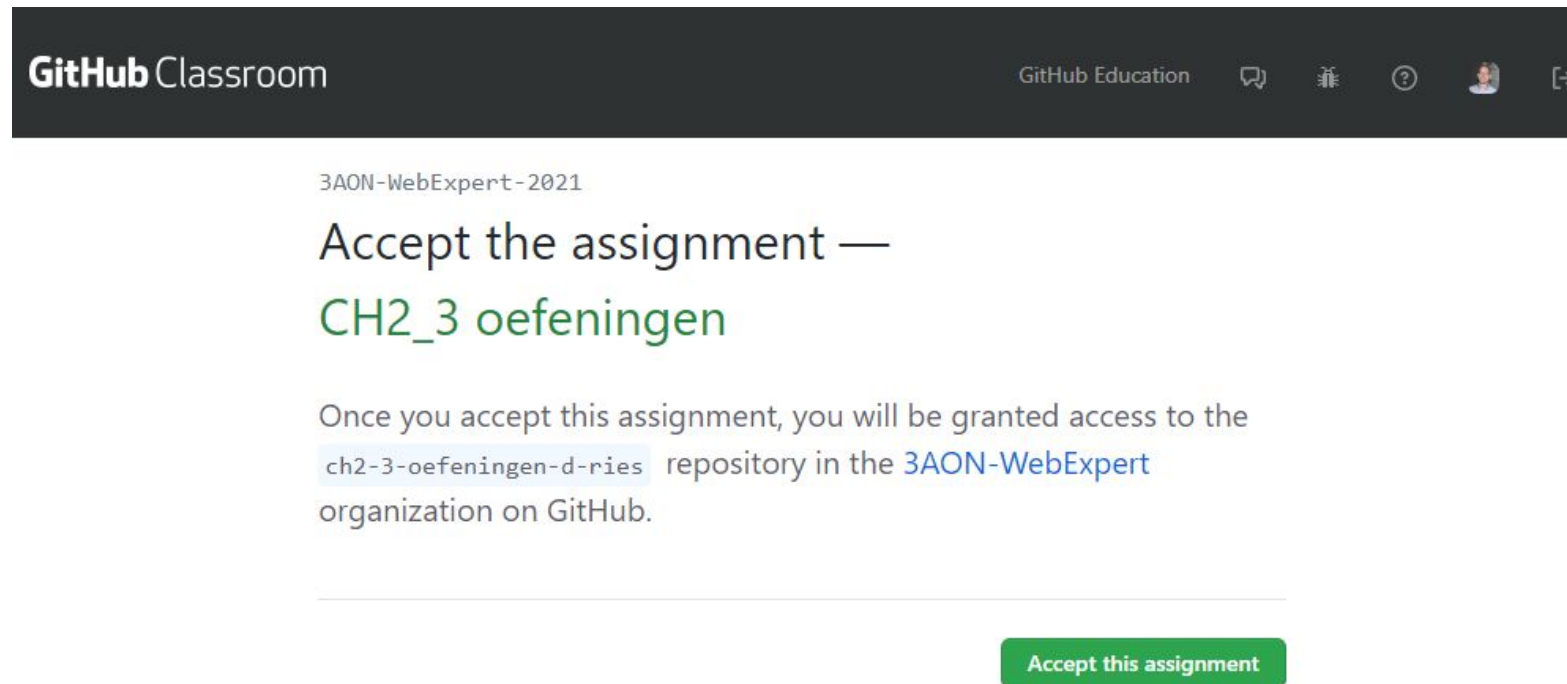 GitHub Classroom
GitHub Education
3AON-WebExpert-2021
Accept the assignment —
CH2_3 oefeningen
Once you accept this assignment, you will be granted access to the
ch2-3-oefeningen-d-ries repository in the 3AON-WebExpert
organization on GitHub.
Accept this assignment